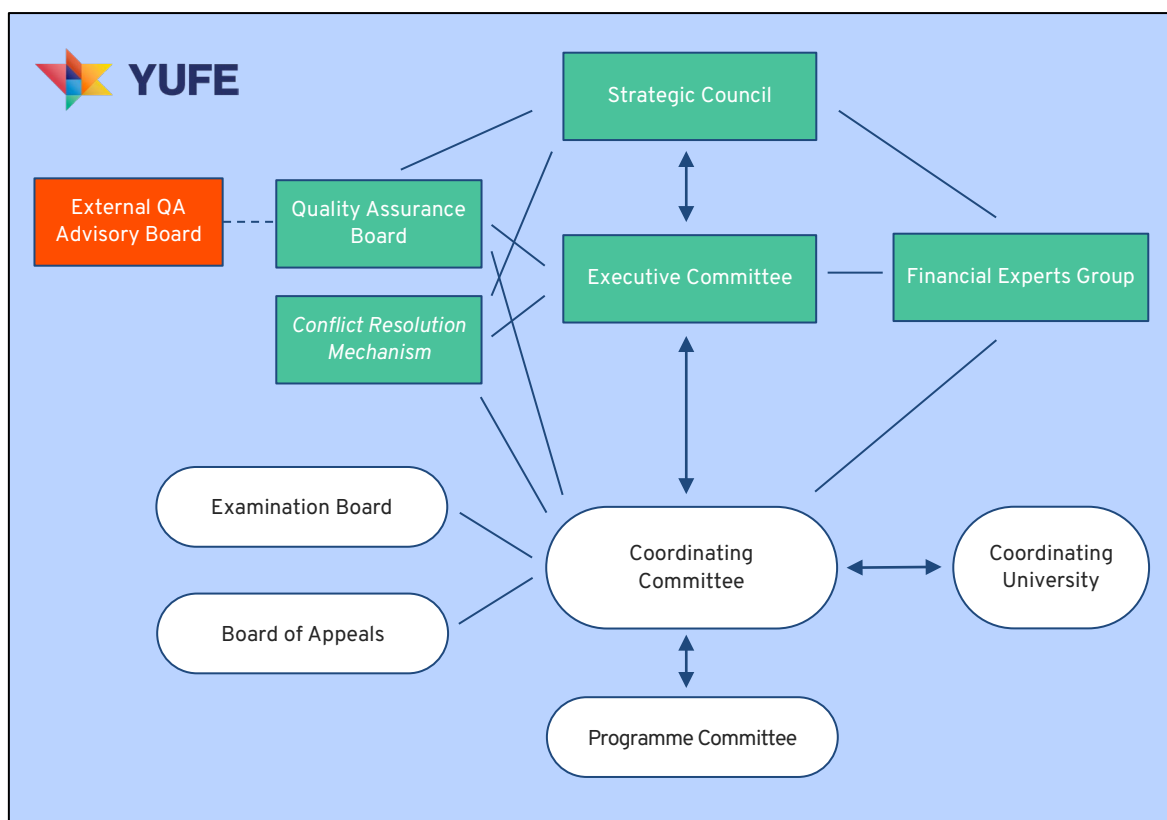 YUFE
Strategic Council
External QA
Advisory Board
Quality Assurance
Board
Executive Committee
Financial Experts Group
Conflict Resolution
Mechanism
Examination Board
Coordinating
Committee
Coordinating
University
Board of Appeals
Programme Committee